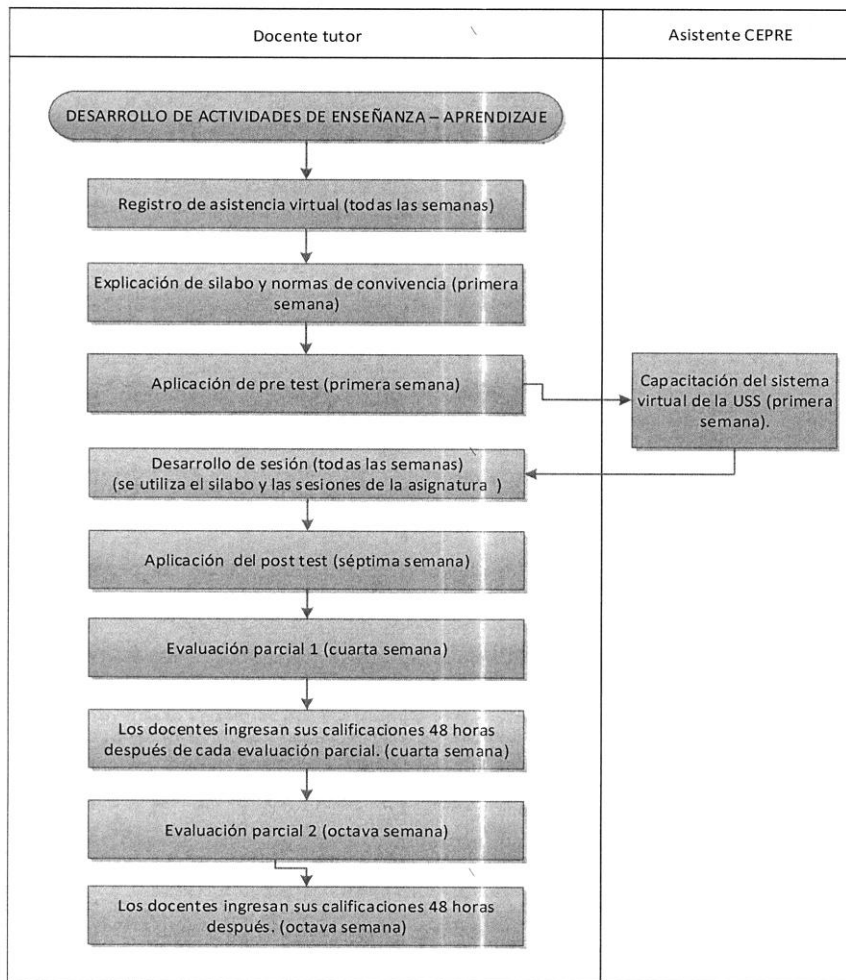 Docente tutor
Asistente CEPRE
DESARROLLO DE ACTIVIDADES DE ENSEÑANZA – APRENDIZAJE
Registro de asistencia virtual (todas las semanas)
Explicación de silabo y normas de convivencia (primera
semana)
Aplicación de pre test (primera semana)
Capacitación del sistema
virtual de la USS (primera
semana).
Desarrollo de sesión (todas las semanas)
(se utiliza el silabo y las sesiones de la asignatura )
Aplicación del post test (séptima semana)
Evaluación parcial 1 (cuarta semana)
Los docentes ingresan sus calificaciones 48 horas
después de cada evaluación parcial. (cuarta semana)
Evaluación parcial 2 (octava semana)
Los docentes ingresan sus calificaciones 48 horas
después. (octava semana)